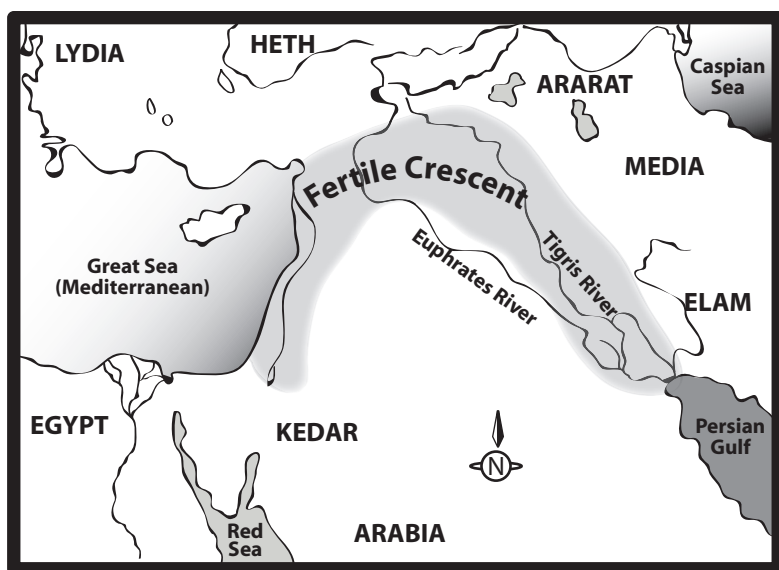 LYDIA
HETH
ARARAT
Caspian
Sea
MEDIA
Fertile Crescent
Great Sea
(Mediterranean)
Euphrates River
Tigris River
ELAM
EGYPT
KEDAR
N
Persian
Gulf
Red
Sea
ARABIA